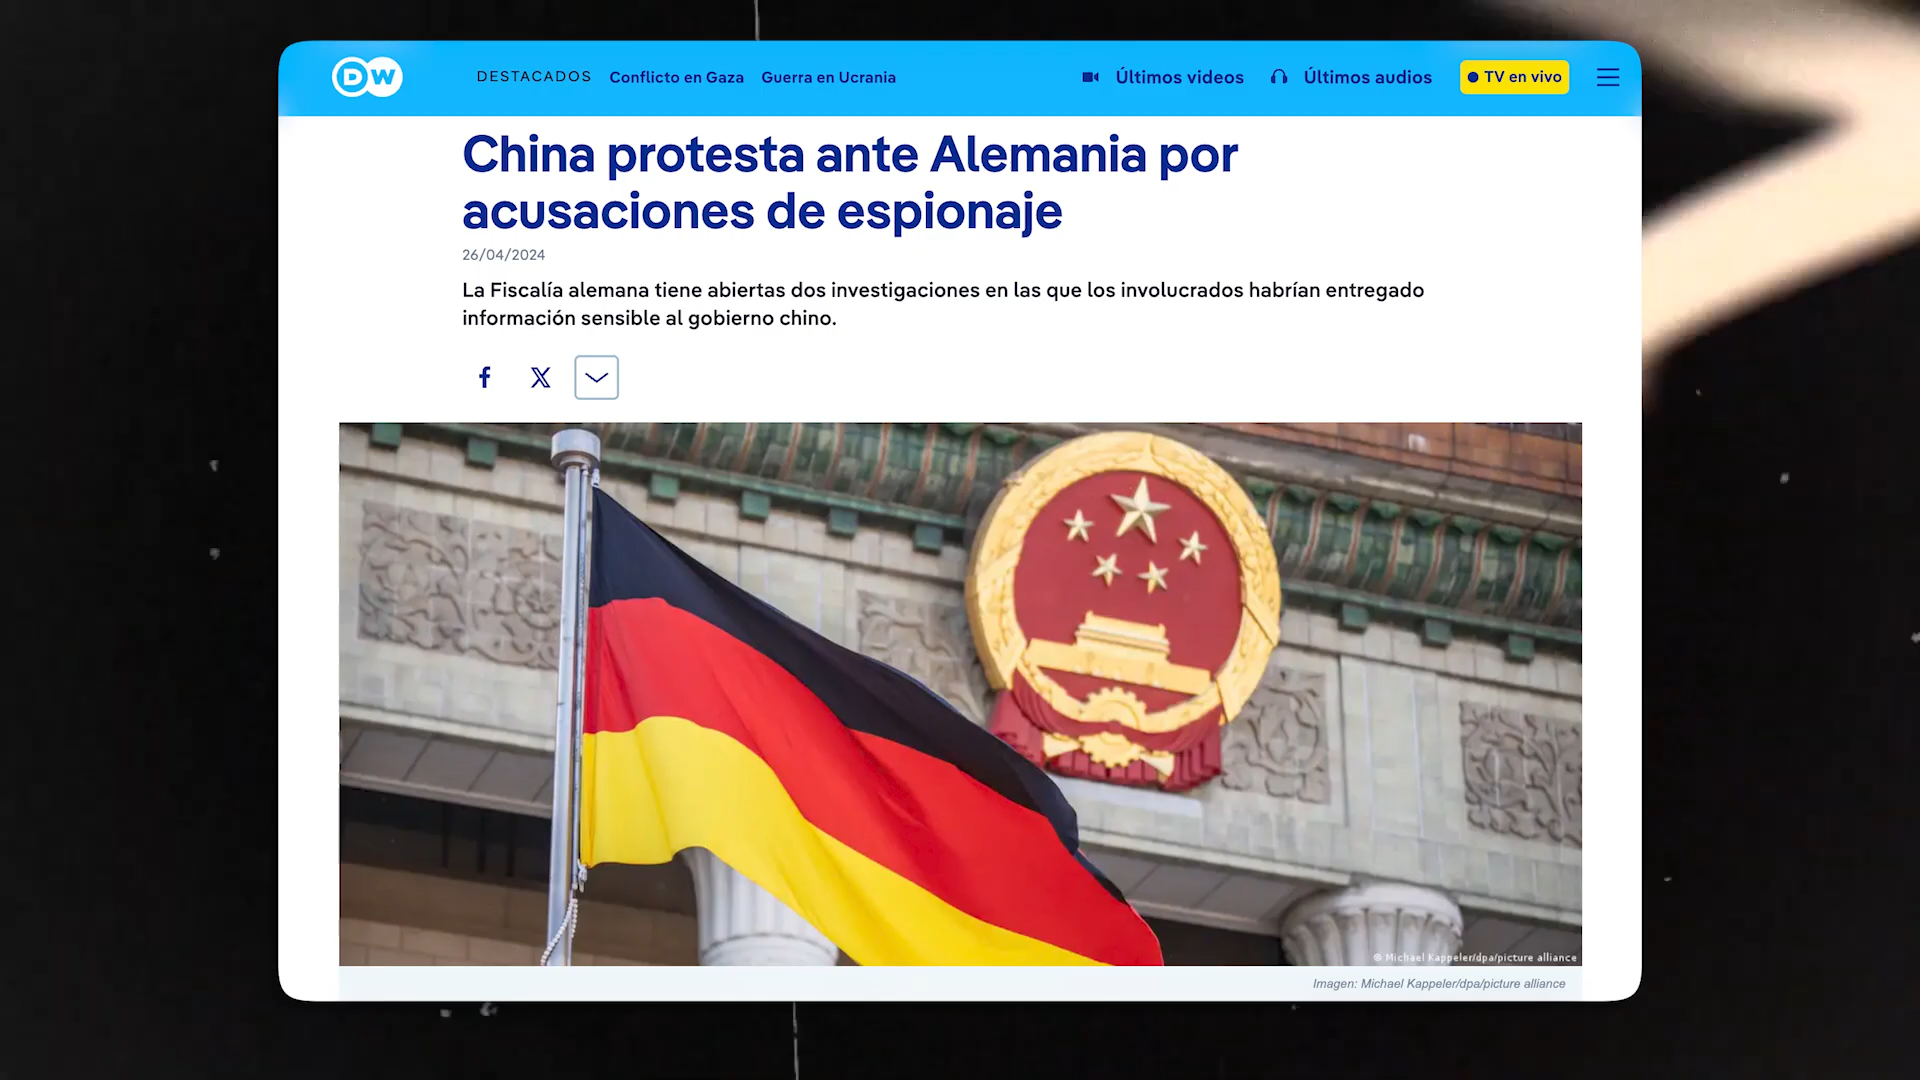 DW
DESTACADOS Conflicto en Gaza Guerra en Ucrania Últimos videos Últimos audios TV en vivo
China protesta ante Alemania por
acusaciones de espionaje
26/04/2024
La Fiscalía alemana tiene abiertas dos investigaciones en las que los involucrados habrían entregado
información sensible al gobierno chino.
© Michael Kappeler/dpa/picture alliance
Imagen: Michael Kappeler/dpa/picture alliance